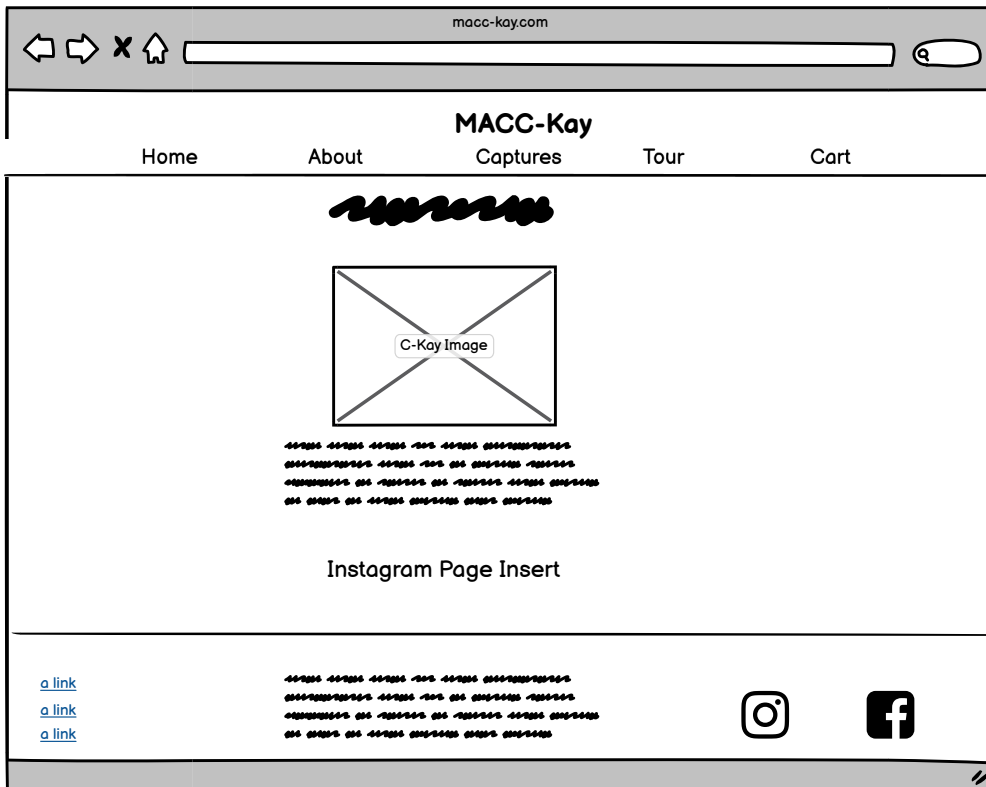 macc-kay.com
MACC-Kay
Home About Captures Tour Cart
C-Kay Image
Instagram Page Insert
a link
a link
a link